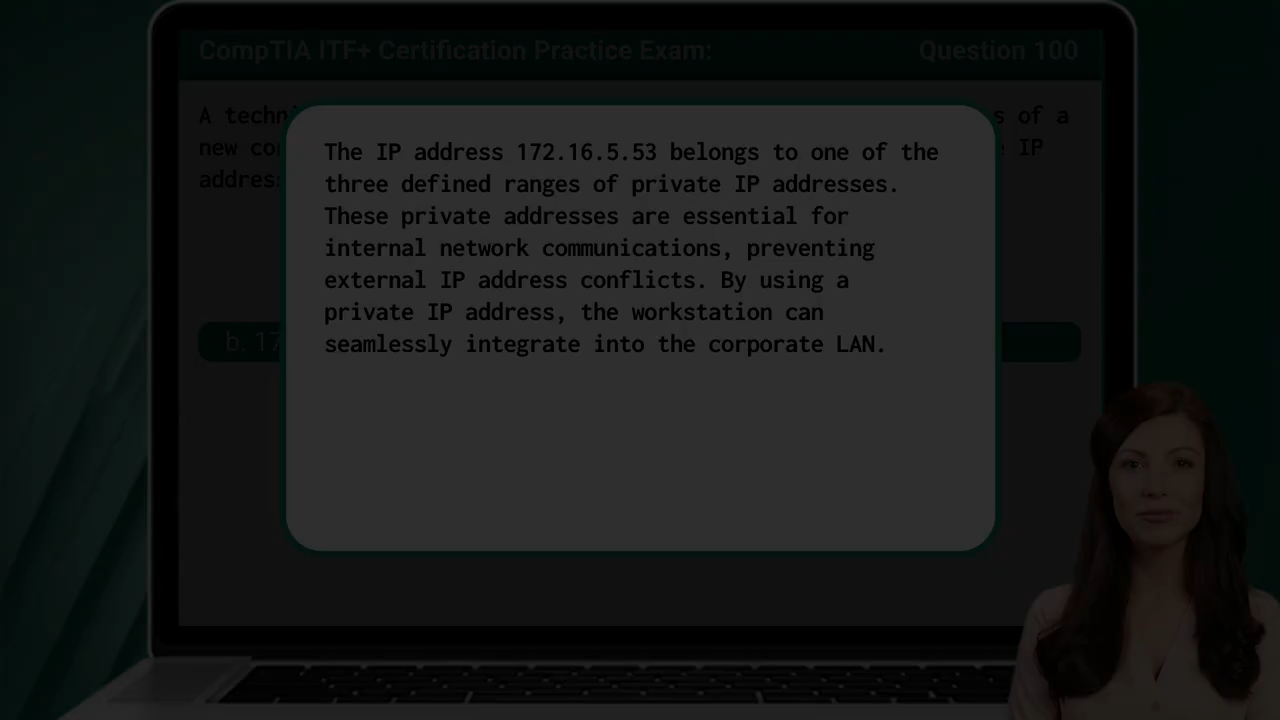 CompTIA ITF+ Certification Practice Exam: Question 100
A techni s of a
new co IP
addres
The IP address 172.16.5.53 belongs to one of the
three defined ranges of private IP addresses.
These private addresses are essential for
internal network communications, preventing
external IP address conflicts. By using a
private IP address, the workstation can
seamlessly integrate into the corporate LAN.
b. 17